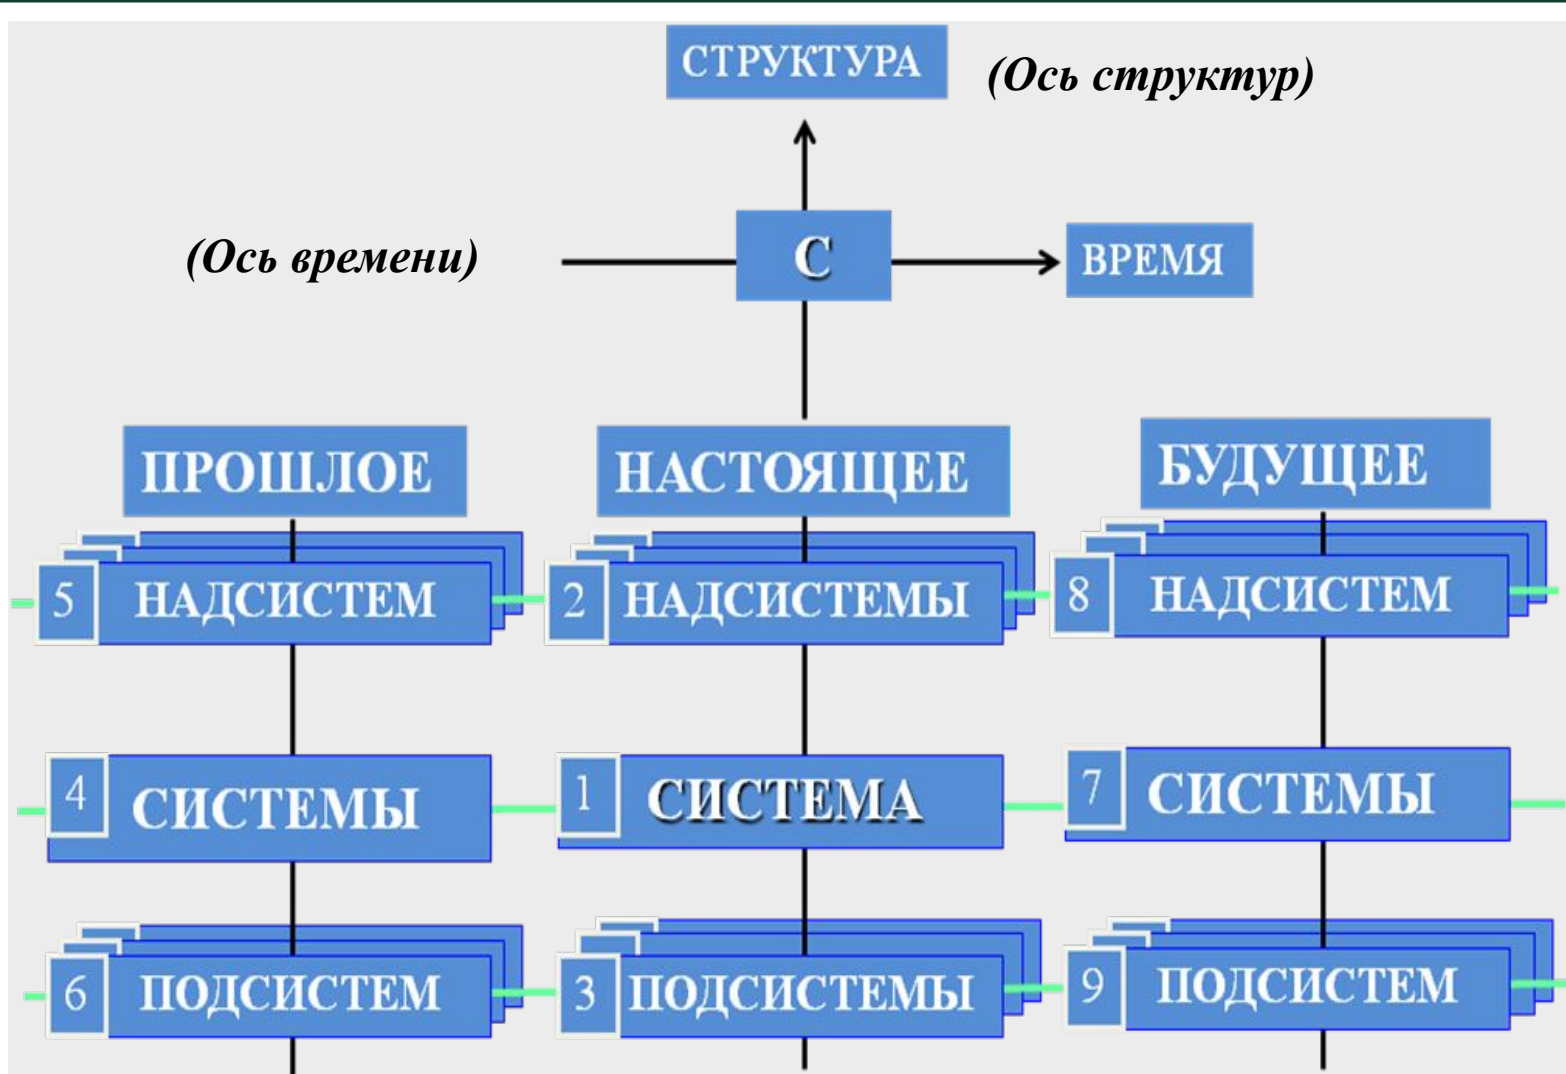 СТРУКТУРА (Ось структур)
(Ось времени) С ВРЕМЯ
ПРОШЛОЕ НАСТОЯЩЕЕ БУДУЩЕЕ
5 НАДСИСТЕМ 2 НАДСИСТЕМЫ 8 НАДСИСТЕМ
4 СИСТЕМЫ 1 СИСТЕМА 7 СИСТЕМЫ
6 ПОДСИСТЕМ 3 ПОДСИСТЕМЫ 9 ПОДСИСТЕМ